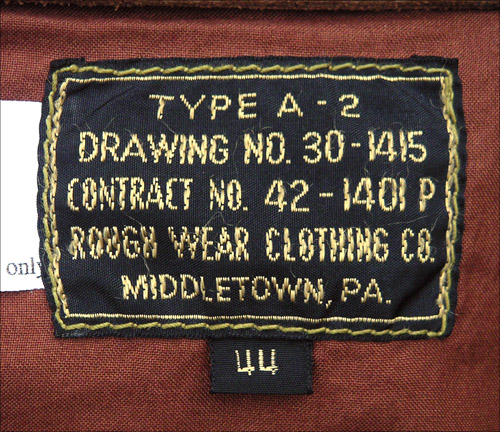 TYPE A-2
DRAWING NO. 30-1415
CONTRACT NO. 42-1401 P
ROUGH WEAR CLOTHING CO.
MIDDLETOWN, PA.
44
only